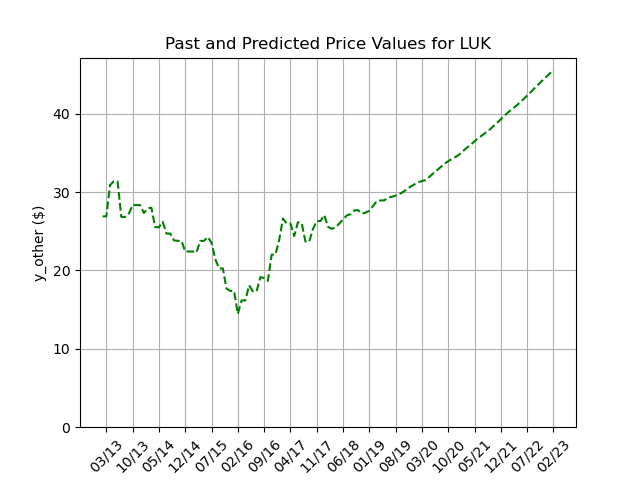 Past and Predicted Price Values for LUK
y_other ($)
40
30
20
10
0
03/13 10/13 05/14 12/14 07/15 02/16 09/16 04/17 11/17 06/18 01/19 08/19 03/20 10/20 05/21 12/21 07/22 02/23